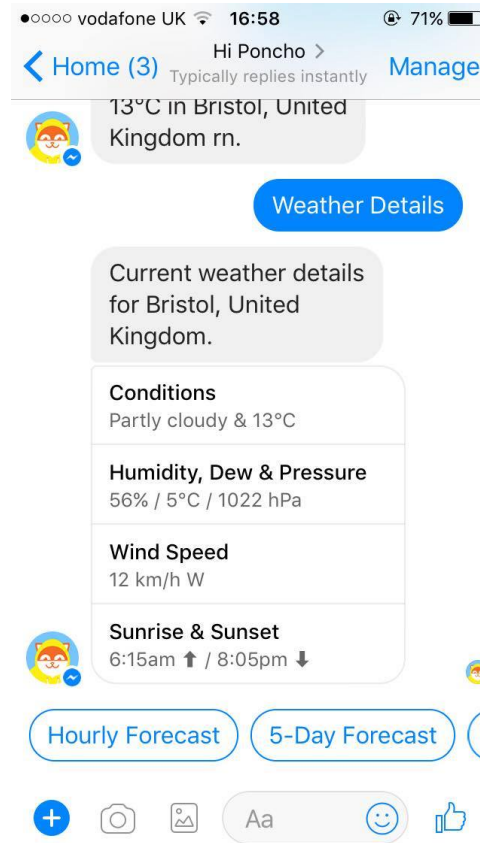 vodafone UK 16:58 71%
Home (3) Hi Poncho > Manage
Typically replies instantly
13°C in Bristol, United
Kingdom rn.
Weather Details
Current weather details
for Bristol, United
Kingdom.
Conditions
Partly cloudy & 13°C
Humidity, Dew & Pressure
56% / 5°C / 1022 hPa
Wind Speed
12 km/h W
Sunrise & Sunset
6:15am ⬆ / 8:05pm ⬇
Hourly Forecast 5-Day Forecast
Aa